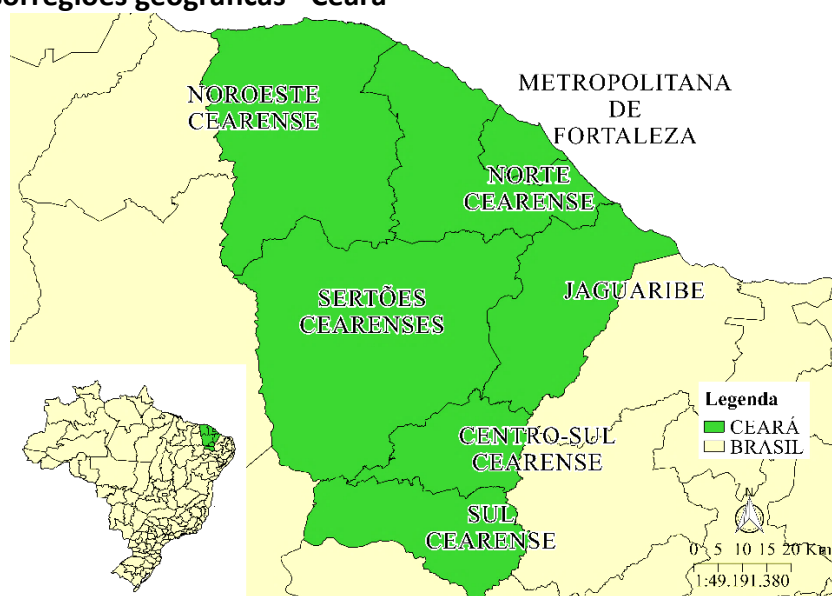 sorregiões geográficas - Ceará
NOROESTE
CEARENSE
METROPOLITANA
DE
FORTALEZA
NORTE
CEARENSE
JAGUARIBE
SERTÕES
CEARENSES
CENTRO-SUL
CEARENSE
SUL
CEARENSE
Legenda
CEARÁ
BRASIL
N
0 5 10 15 20 Km
1:49.191.380